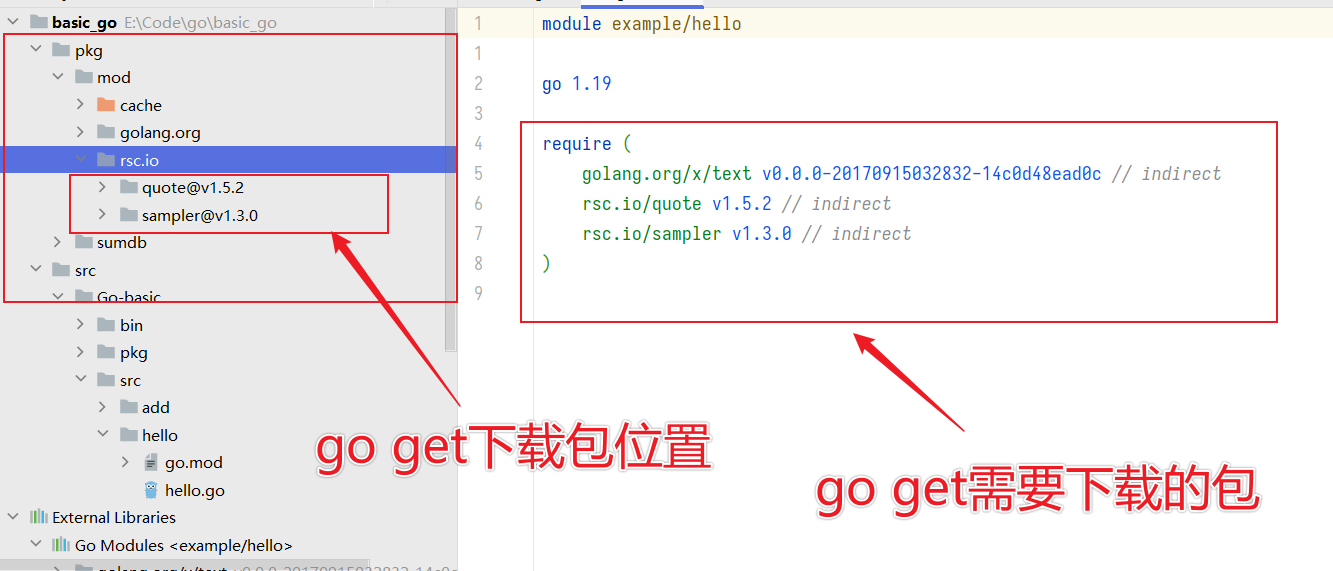 basic_go E:\Code\go\basic_go
pkg
mod
cache
golang.org
rsc.io
quote@v1.5.2
sampler@v1.3.0
sumdb
src
Go-basic
bin
pkg
src
add
hello
go.mod
hello.go
External Libraries
Go Modules <example/hello>
1 module example/hello
1
2 go 1.19
3
4 require (
5 golang.org/x/text v0.0.0-20170915032832-14c0d48ead0c // indirect
6 rsc.io/quote v1.5.2 // indirect
7 rsc.io/sampler v1.3.0 // indirect
8 )
9
go get下载包位置
go get需要下载的包